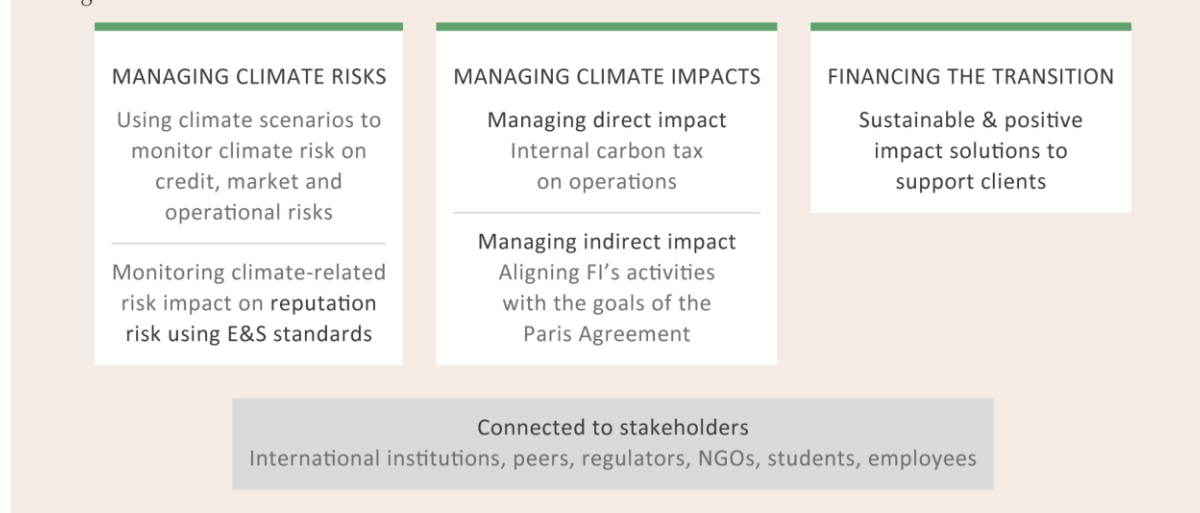 MANAGING CLIMATE RISKS
Using climate scenarios to
monitor climate risk on
credit, market and
operational risks
Monitoring climate-related
risk impact on reputation
risk using E&S standards
MANAGING CLIMATE IMPACTS
Managing direct impact
Internal carbon tax
on operations
Managing indirect impact
Aligning FI’s activities
with the goals of the
Paris Agreement
FINANCING THE TRANSITION
Sustainable & positive
impact solutions to
support clients
Connected to stakeholders
International institutions, peers, regulators, NGOs, students, employees